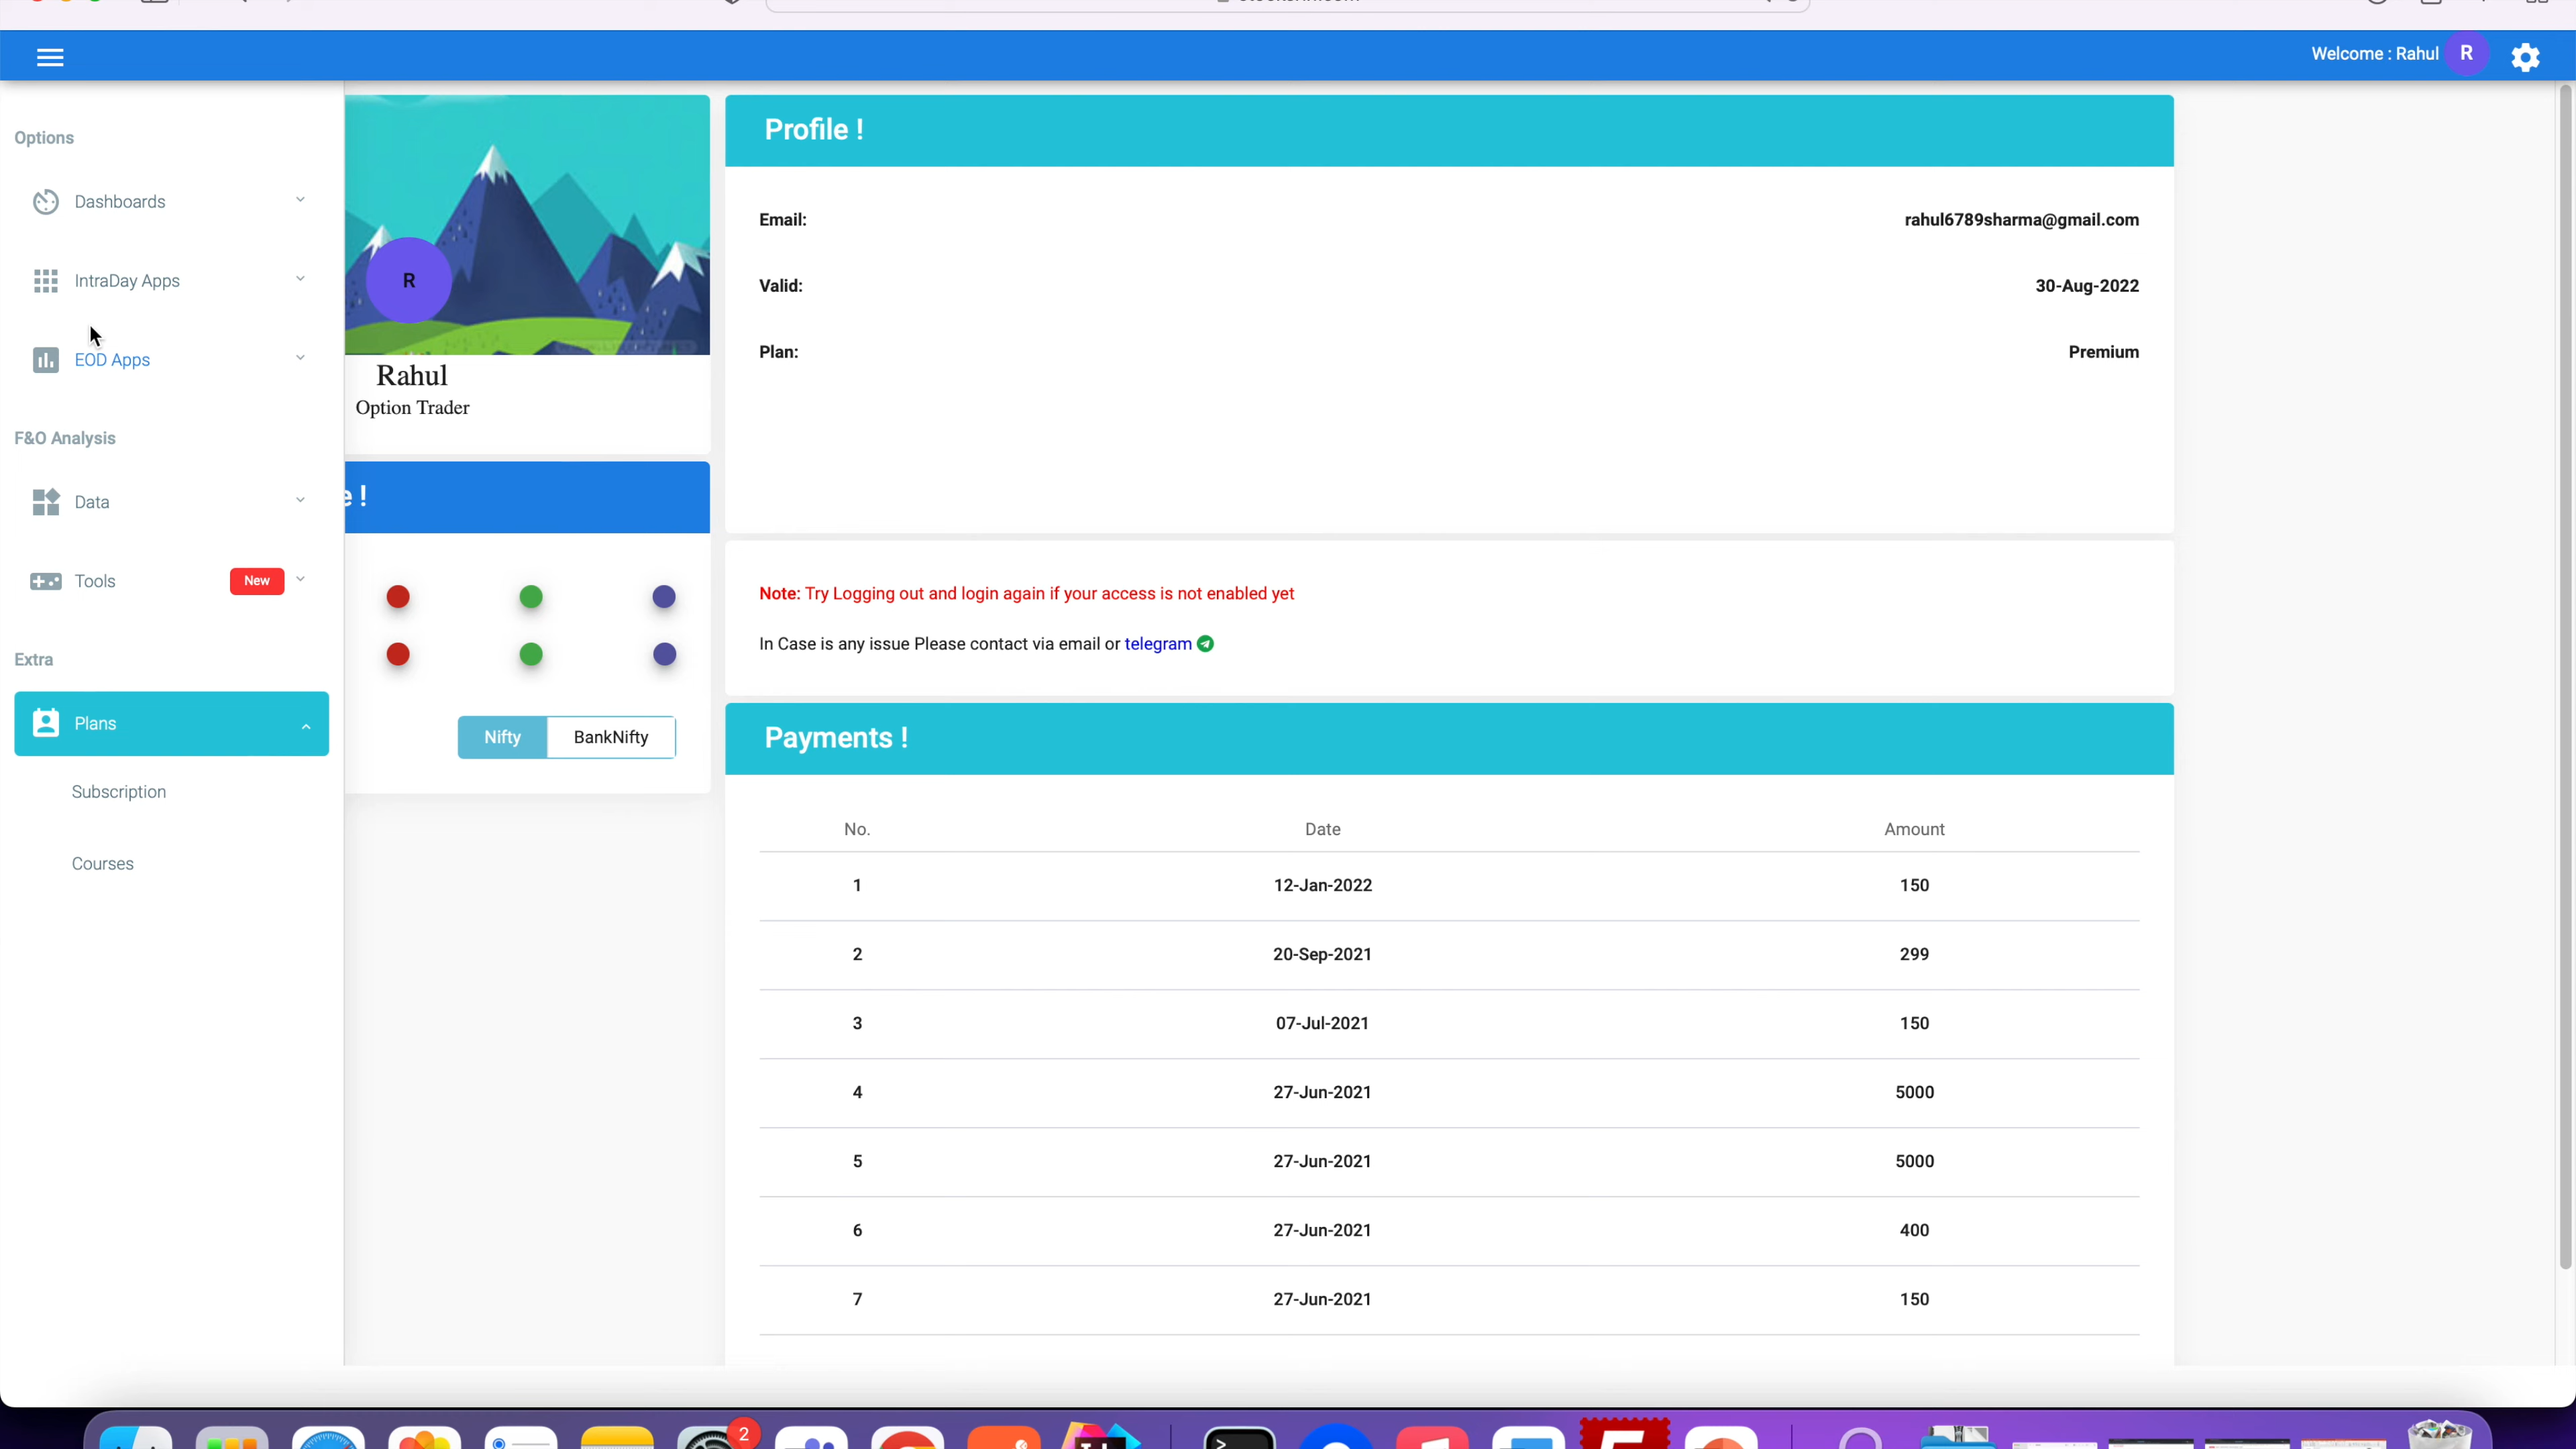 Welcome : Rahul R
Options
Dashboards
IntraDay Apps
EOD Apps
F&O Analysis
Data
Tools New
Extra
Plans
Subscription
Courses
R
Rahul
Option Trader
e !
Nifty BankNifty
Profile !
Email: rahul6789sharma@gmail.com
Valid: 30-Aug-2022
Plan: Premium
Note: Try Logging out and login again if your access is not enabled yet
In Case is any issue Please contact via email or telegram
Payments !
No. Date Amount
1 12-Jan-2022 150
2 20-Sep-2021 299
3 07-Jul-2021 150
4 27-Jun-2021 5000
5 27-Jun-2021 5000
6 27-Jun-2021 400
7 27-Jun-2021 150
2